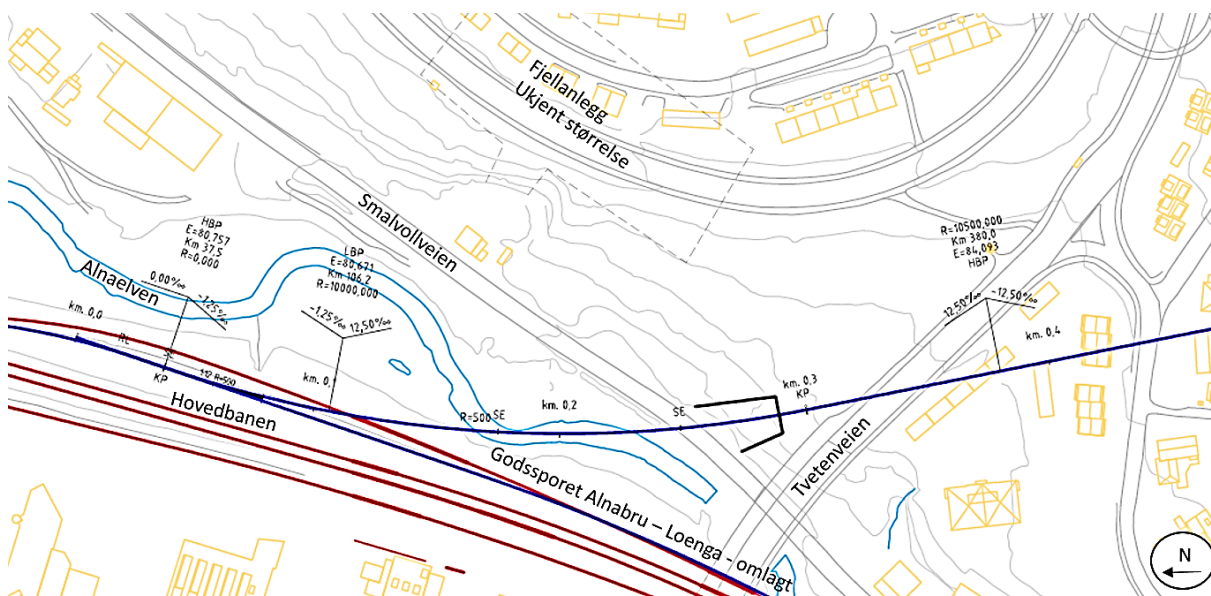 Fjellanlegg
Ukjent størrelse
Smalvollveien
HBP
E=80,757
Km 37,5
R=0,000
0,00‰
-1,25‰
Alnaelven
LBP
E=80,671
Km 106,2
R=10000,000
-1,25‰
12,50‰
R=10500,000
Km 380,0
E=84,093
HBP
12,50‰
-12,50‰
km. 0,0
KP
1:12 R=500
km. 0,1
Hovedbanen
R=500
SE
km. 0,2
SE
km. 0,3
KP
km. 0,4
Godssporet Alnabru – Loenga - omlagt
Tvetenveien
N